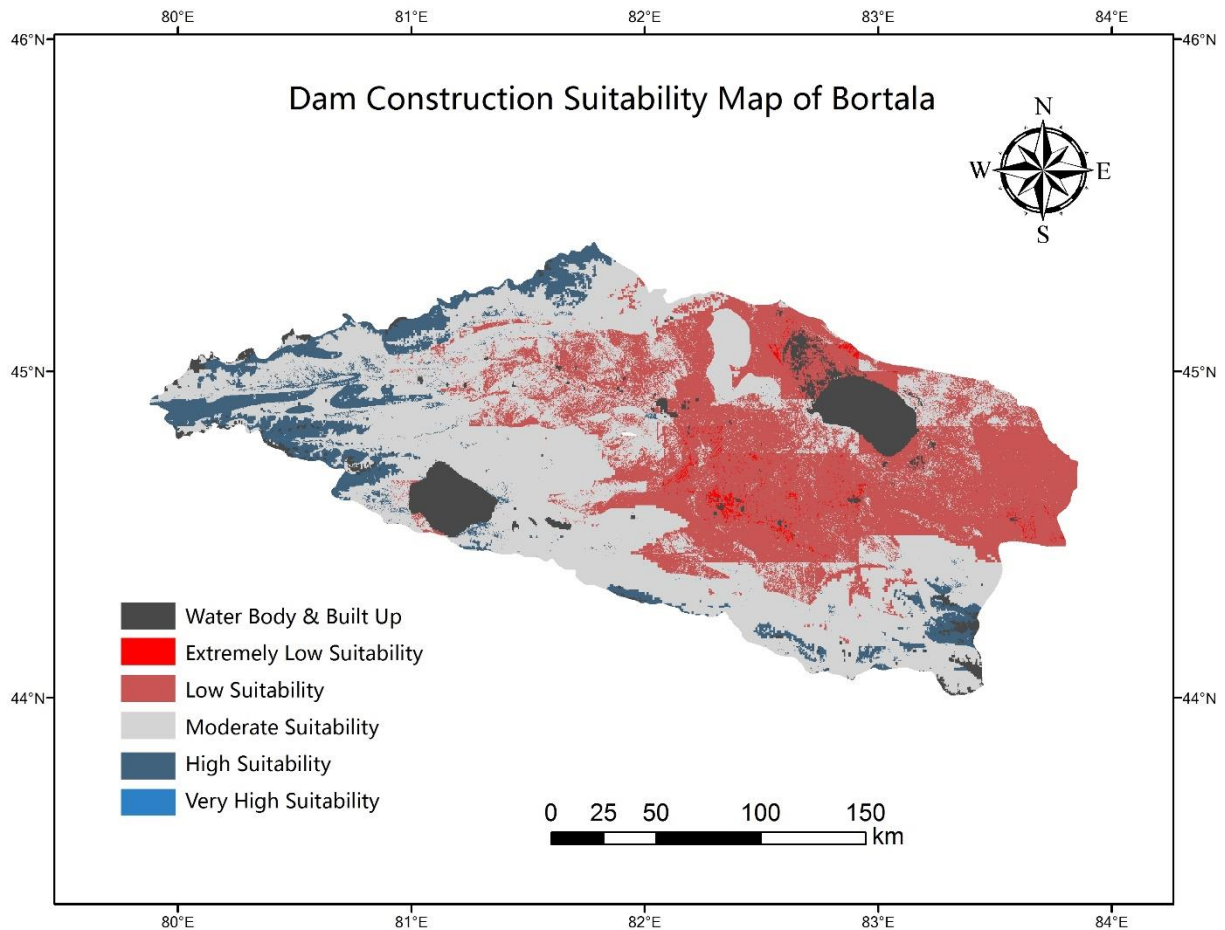 80°E 81°E 82°E 83°E 84°E
46°N 46°N
Dam Construction Suitability Map of Bortala
N
W E
S
45°N 45°N
Water Body & Built Up
Extremely Low Suitability
Low Suitability
44°N 44°N
Moderate Suitability
High Suitability
Very High Suitability
0 25 50 100 150
km
80°E 81°E 82°E 83°E 84°E